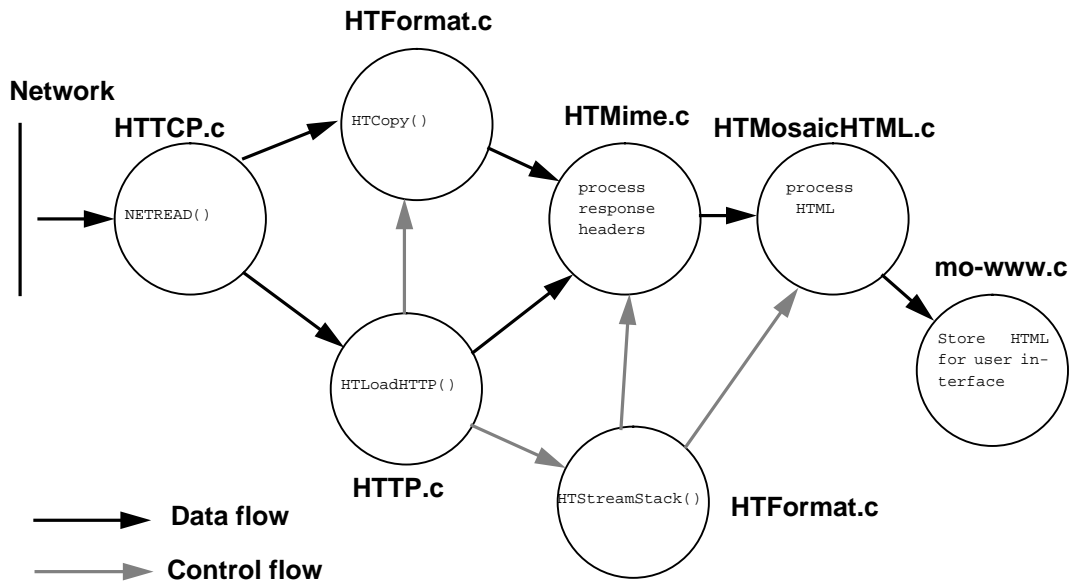 HTFormat.c
Network
HTTCP.c
HTCopy()
HTMime.c
HTMosaicHTML.c
NETREAD()
process
response
headers
process
HTML
mo-www.c
Store HTML
for user in-
terface
HTLoadHTTP()
HTTP.c
HTStreamStack()
HTFormat.c
Data flow
Control flow